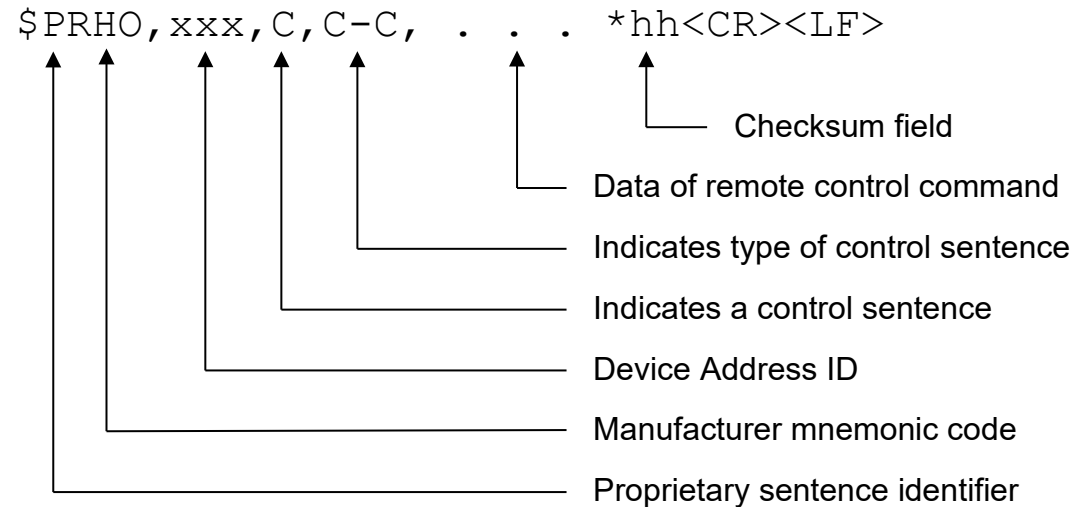 $PRHO,xxx,C,C-C, . . . *hh<CR><LF>
Checksum field
Data of remote control command
Indicates type of control sentence
Indicates a control sentence
Device Address ID
Manufacturer mnemonic code
Proprietary sentence identifier